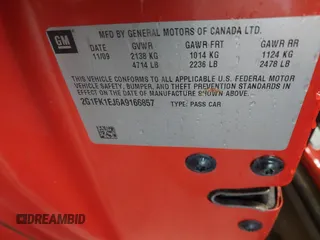 GM
MFD BY GENERAL MOTORS OF CANADA LTD.
DATE GVWR GAWR FRT GAWR RR
11/09 2138 KG 1014 KG 1124 KG
4714 LB 2236 LB 2478 LB
THIS VEHICLE CONFORMS TO ALL APPLICABLE U.S. FEDERAL MOTOR
VEHICLE SAFETY, BUMPER, AND THEFT PREVENTION STANDARDS IN
EFFECT ON THE DATE OF MANUFACTURE SHOWN ABOVE.
2G1FK1EJ6A9166857 TYPE: PASS CAR
DREAMBID